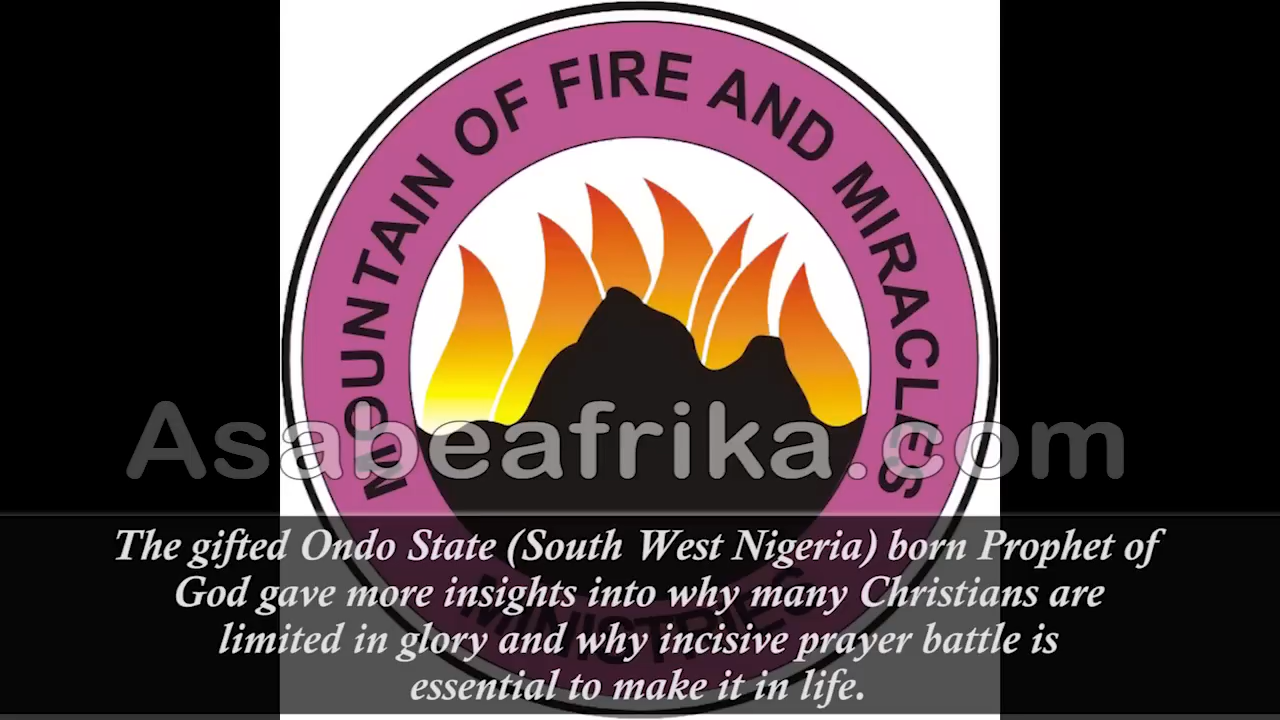 MOUNTAIN OF FIRE AND MIRACLES
MINISTRIES
Asabeafrika.com
The gifted Ondo State (South West Nigeria) born Prophet of
God gave more insights into why many Christians are
limited in glory and why incisive prayer battle is
essential to make it in life.